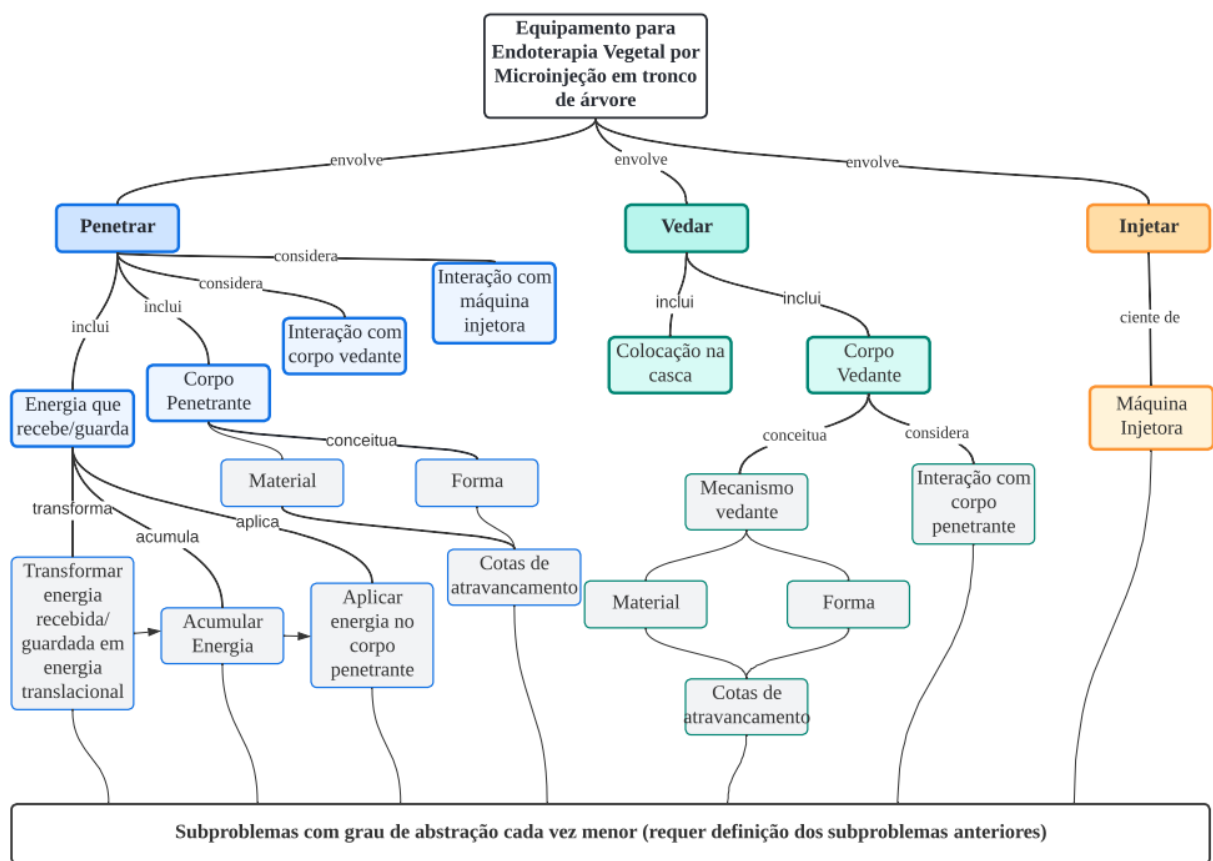 Equipamento para
Endoterapia Vegetal por
Microinjeção em tronco
de árvore
envolve
envolve
envolve
Penetrar
Vedar
Injetar
considera
considera
inclui
inclui
Interação com
máquina
injetora
Interação com
corpo vedante
inclui
inclui
ciente de
Colocação na
casca
Corpo
Vedante
Corpo
Penetrante
Energia que
recebe/guarda
Máquina
Injetora
conceitua
conceitua
considera
Material
Forma
Mecanismo
vedante
Interação com
corpo
penetrante
transforma
acumula
aplica
Transformar
energia
recebida/
guardada em
energia
translacional
Acumular
Energia
Aplicar
energia no
corpo
penetrante
Cotas de
atravancamento
Material
Forma
Cotas de
atravancamento
Subproblemas com grau de abstração cada vez menor (requer definição dos subproblemas anteriores)